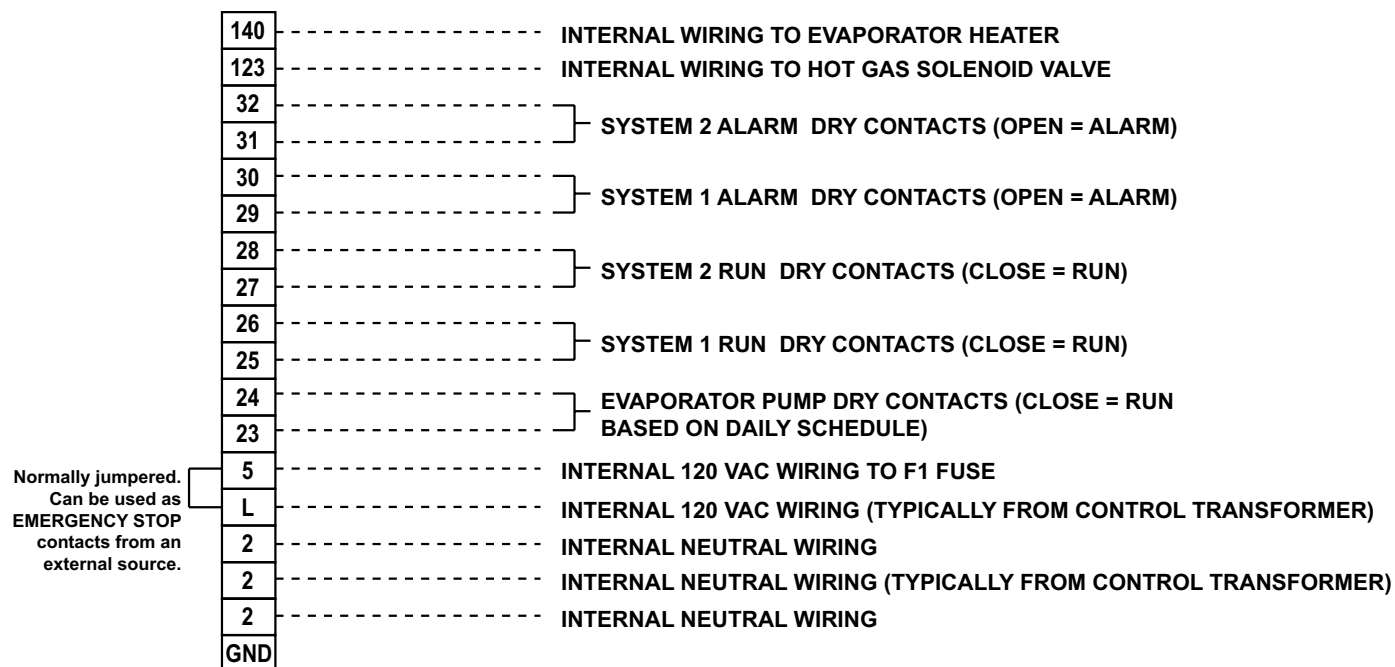 140 INTERNAL WIRING TO EVAPORATOR HEATER
123 INTERNAL WIRING TO HOT GAS SOLENOID VALVE
32
SYSTEM 2 ALARM DRY CONTACTS (OPEN = ALARM)
31
30
SYSTEM 1 ALARM DRY CONTACTS (OPEN = ALARM)
29
28
SYSTEM 2 RUN DRY CONTACTS (CLOSE = RUN)
27
26
SYSTEM 1 RUN DRY CONTACTS (CLOSE = RUN)
25
24
EVAPORATOR PUMP DRY CONTACTS (CLOSE = RUN
BASED ON DAILY SCHEDULE)
23
5 INTERNAL 120 VAC WIRING TO F1 FUSE
Normally jumpered.
Can be used as
EMERGENCY STOP
contacts from an
external source.
L INTERNAL 120 VAC WIRING (TYPICALLY FROM CONTROL TRANSFORMER)
2 INTERNAL NEUTRAL WIRING
2 INTERNAL NEUTRAL WIRING (TYPICALLY FROM CONTROL TRANSFORMER)
2 INTERNAL NEUTRAL WIRING
GND